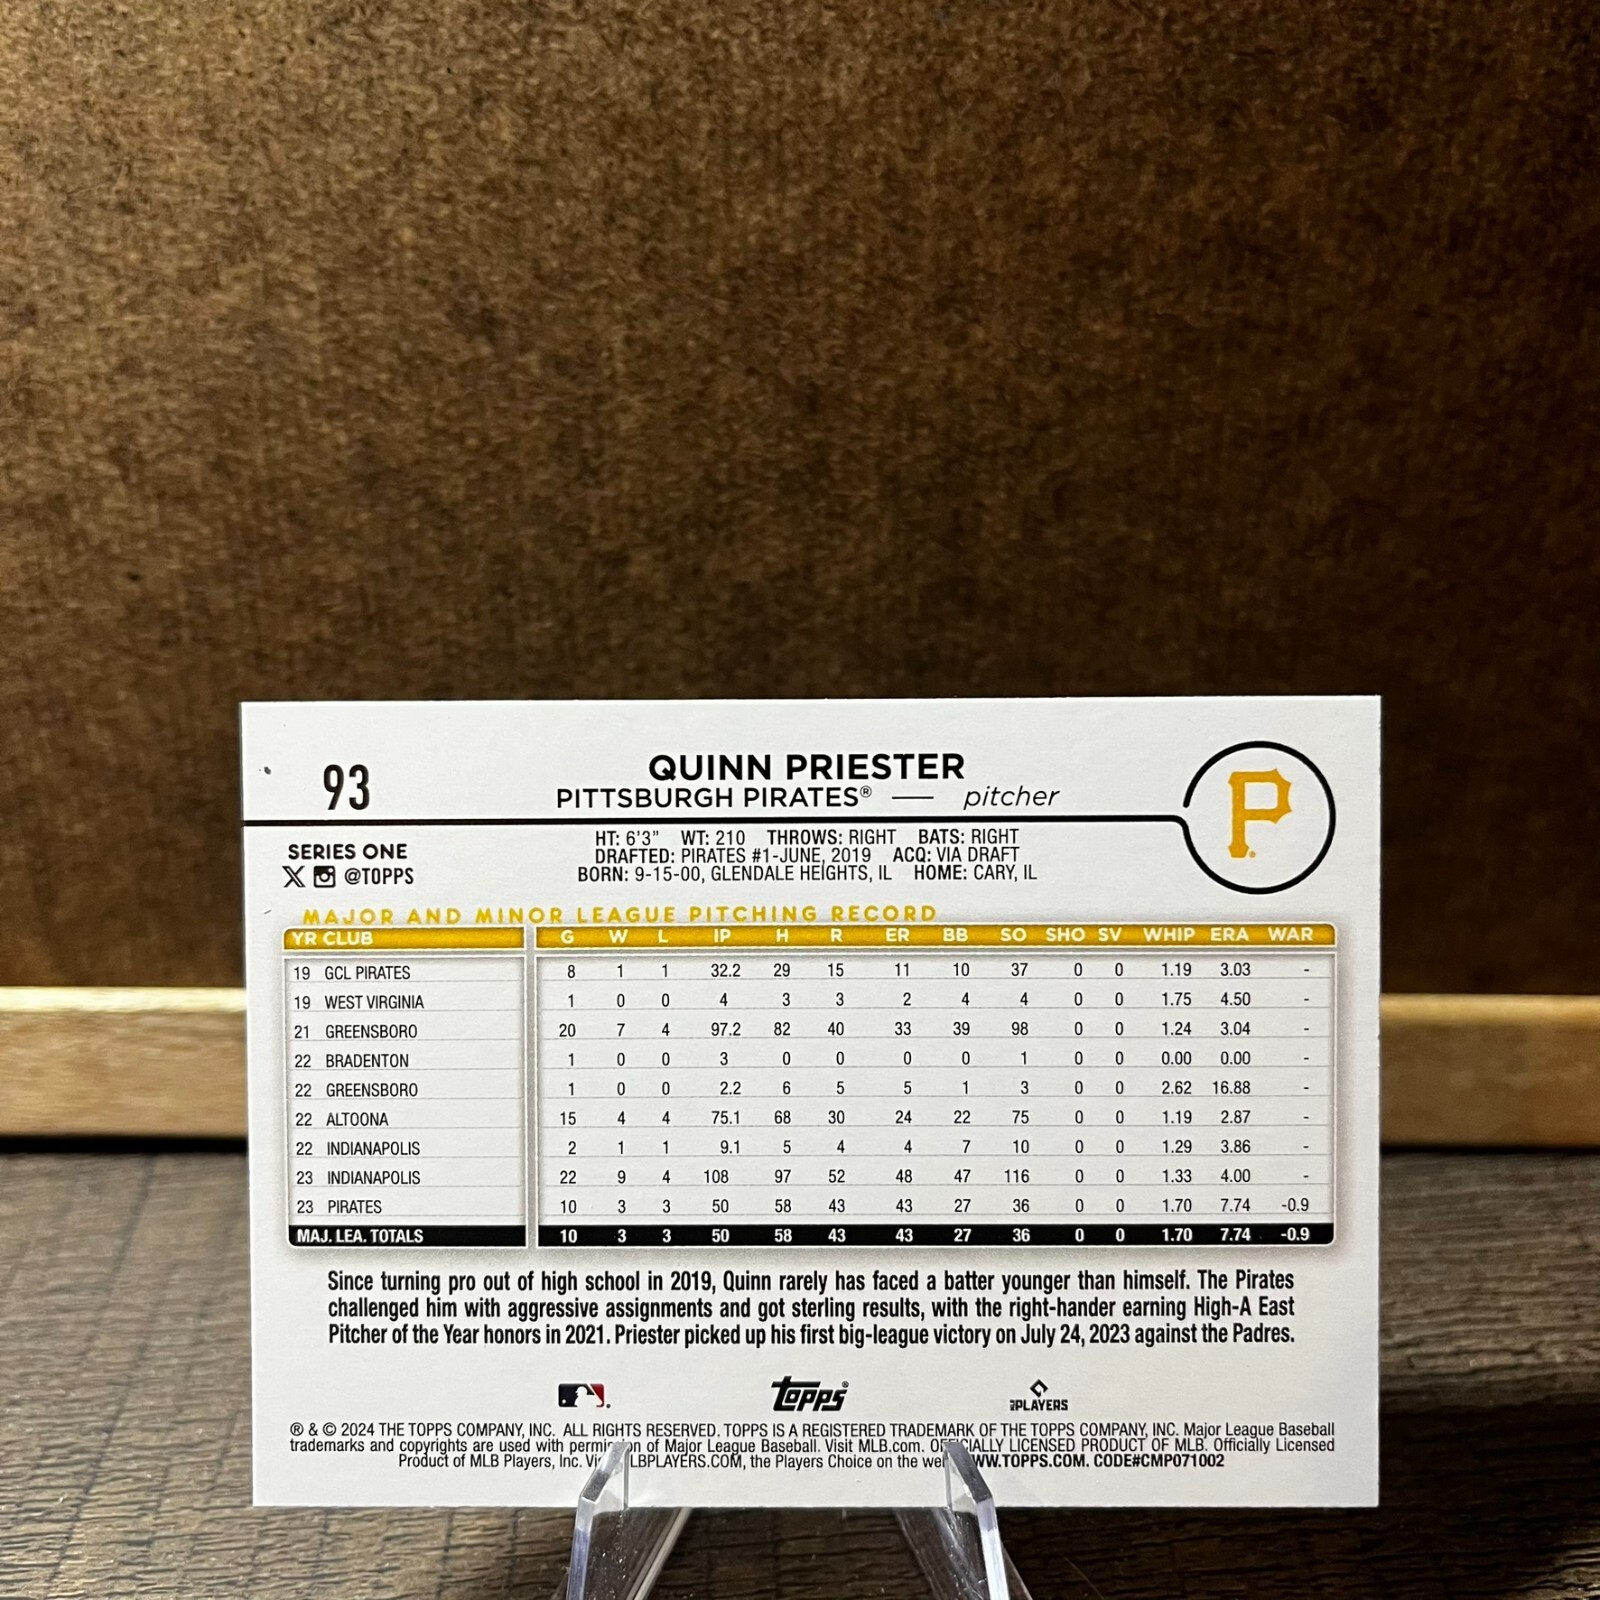 93
QUINN PRIESTER
PITTSBURGH PIRATES® — pitcher
P
SERIES ONE
@TOPPS
HT: 6'3" WT: 210 THROWS: RIGHT BATS: RIGHT
DRAFTED: PIRATES #1-JUNE, 2019 ACQ: VIA DRAFT
BORN: 9-15-00, GLENDALE HEIGHTS, IL HOME: CARY, IL
MAJOR AND MINOR LEAGUE PITCHING RECORD
YR CLUB G W L IP H R ER BB SO SHO SV WHIP ERA WAR
19 GCL PIRATES 8 1 1 32.2 29 15 11 10 37 0 0 1.19 3.03 -
19 WEST VIRGINIA 1 0 0 4 3 3 2 4 4 0 0 1.75 4.50 -
21 GREENSBORO 20 7 4 97.2 82 40 33 39 98 0 0 1.24 3.04 -
22 BRADENTON 1 0 0 3 0 0 0 0 1 0 0 0.00 0.00 -
22 GREENSBORO 1 0 0 2.2 6 5 5 1 3 0 0 2.62 16.88 -
22 ALTOONA 15 4 4 75.1 68 30 24 22 75 0 0 1.19 2.87 -
22 INDIANAPOLIS 2 1 1 9.1 5 4 4 7 10 0 0 1.29 3.86 -
23 INDIANAPOLIS 22 9 4 108 97 52 48 47 116 0 0 1.33 4.00 -
23 PIRATES 10 3 3 50 58 43 43 27 36 0 0 1.70 7.74 -0.9
MAJ. LEA. TOTALS 10 3 3 50 58 43 43 27 36 0 0 1.70 7.74 -0.9
Since turning pro out of high school in 2019, Quinn rarely has faced a batter younger than himself. The Pirates
challenged him with aggressive assignments and got sterling results, with the right-hander earning High-A East
Pitcher of the Year honors in 2021. Priester picked up his first big-league victory on July 24, 2023 against the Padres.
topps®
PLAYERS
® & © 2024 THE TOPPS COMPANY, INC. ALL RIGHTS RESERVED. TOPPS IS A REGISTERED TRADEMARK OF THE TOPPS COMPANY, INC. Major League Baseball
trademarks and copyrights are used with of Major League Baseball. Visit MLB.com. LICENSED PRODUCT OF MLB. Officially Licensed
Product of MLB Players, Inc. the Players Choice on the CODE#CMP071002